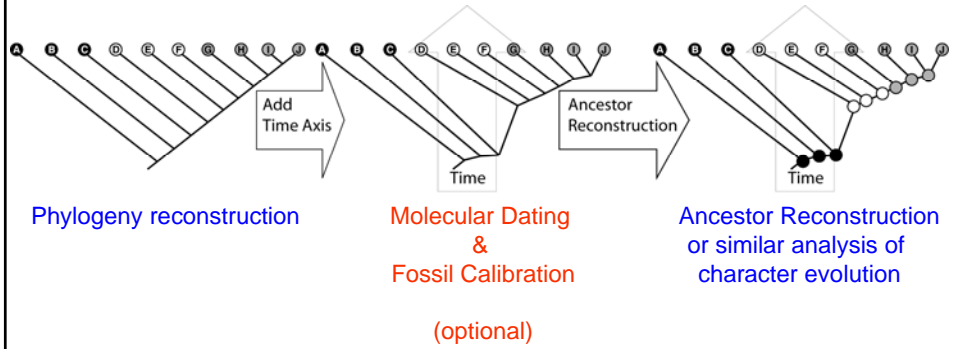 A B C D E F G H I J
A B C D E F G H I J
A B C D E F G H I J
Add
Time Axis
Ancestor
Reconstruction
Time
Time
Phylogeny reconstruction
Molecular Dating
&
Fossil Calibration
(optional)
Ancestor Reconstruction
or similar analysis of
character evolution